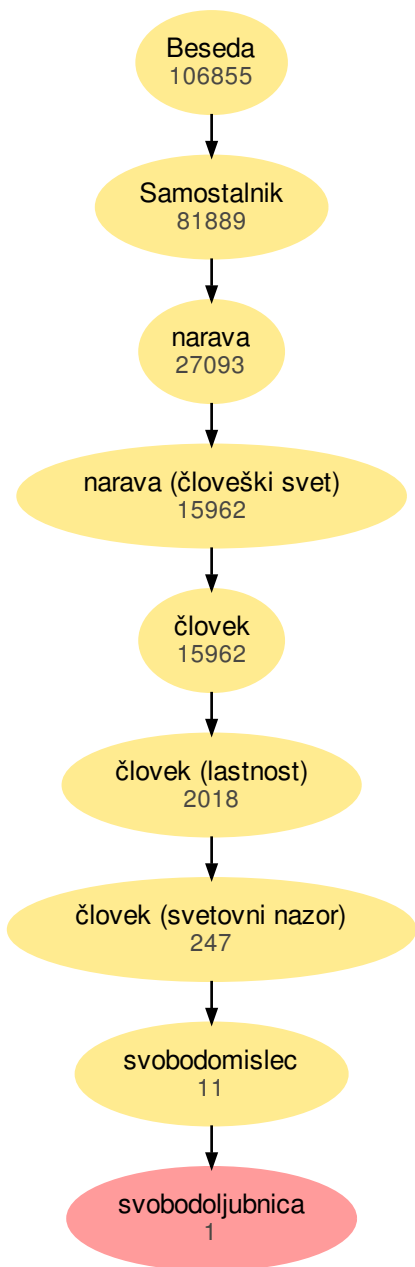 Beseda
106855
Samostalnik
81889
narava
27093
narava (človeški svet)
15962
človek
15962
človek (lastnost)
2018
človek (svetovni nazor)
247
svobodomislec
11
svobodoljubnica
1